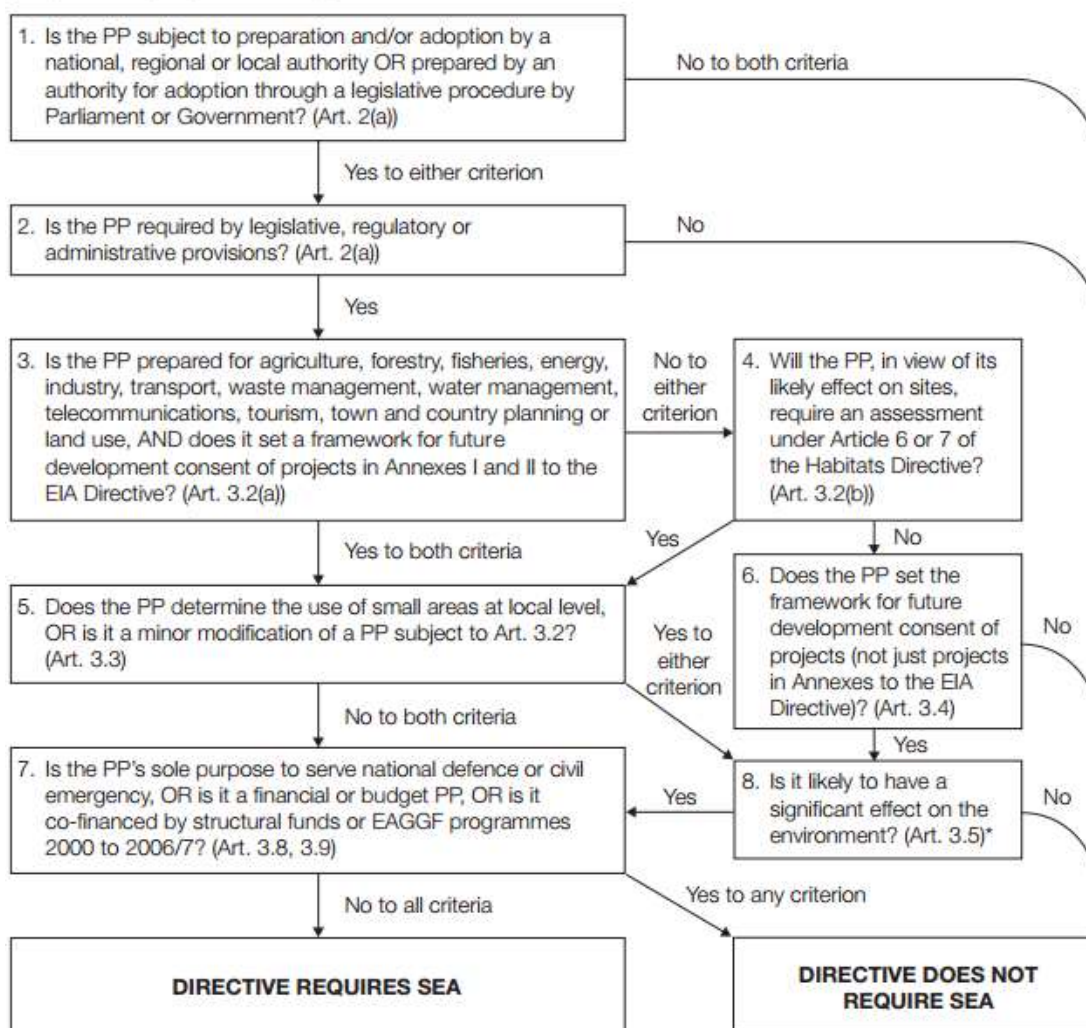 1. Is the PP subject to preparation and/or adoption by a
national, regional or local authority OR prepared by an
authority for adoption through a legislative procedure by
Parliament or Government? (Art. 2(a))
No to both criteria
Yes to either criterion
2. Is the PP required by legislative, regulatory or
administrative provisions? (Art. 2(a))
No
Yes
3. Is the PP prepared for agriculture, forestry, fisheries, energy,
industry, transport, waste management, water management,
telecommunications, tourism, town and country planning or
land use, AND does it set a framework for future
development consent of projects in Annexes I and II to the
EIA Directive? (Art. 3.2(a))
No to
either
criterion
4. Will the PP, in view of its
likely effect on sites,
require an assessment
under Article 6 or 7 of
the Habitats Directive?
(Art. 3.2(b))
Yes to both criteria
Yes
No
5. Does the PP determine the use of small areas at local level,
OR is it a minor modification of a PP subject to Art. 3.2?
(Art. 3.3)
Yes to
either
criterion
6. Does the PP set the
framework for future
development consent of
projects (not just projects
in Annexes to the EIA
Directive)? (Art. 3.4)
No
No to both criteria
Yes
7. Is the PP's sole purpose to serve national defence or civil
emergency, OR is it a financial or budget PP, OR is it
co-financed by structural funds or EAGGF programmes
2000 to 2006/7? (Art. 3.8, 3.9)
Yes
8. Is it likely to have a
significant effect on the
environment? (Art. 3.5)*
No
No to all criteria
Yes to any criterion
DIRECTIVE REQUIRES SEA
DIRECTIVE DOES NOT
REQUIRE SEA